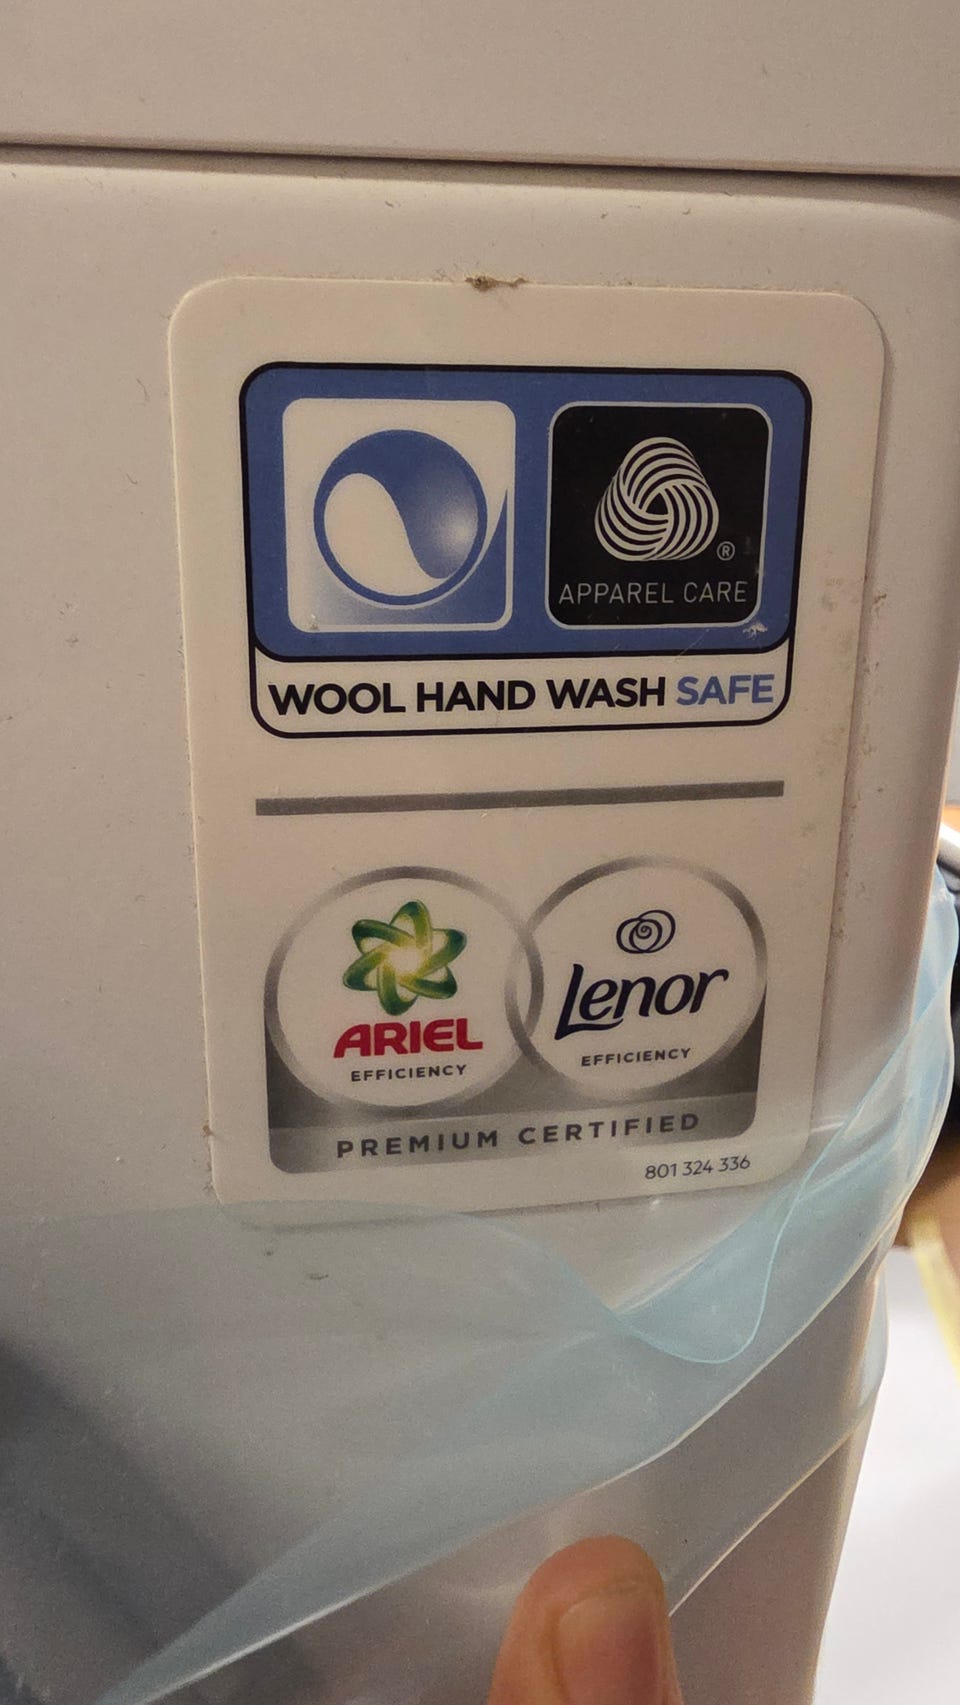 ®
APPAREL CARE
WOOL HAND WASH SAFE
ARIEL
EFFICIENCY
Lenor
EFFICIENCY
PREMIUM CERTIFIED
801 324 336